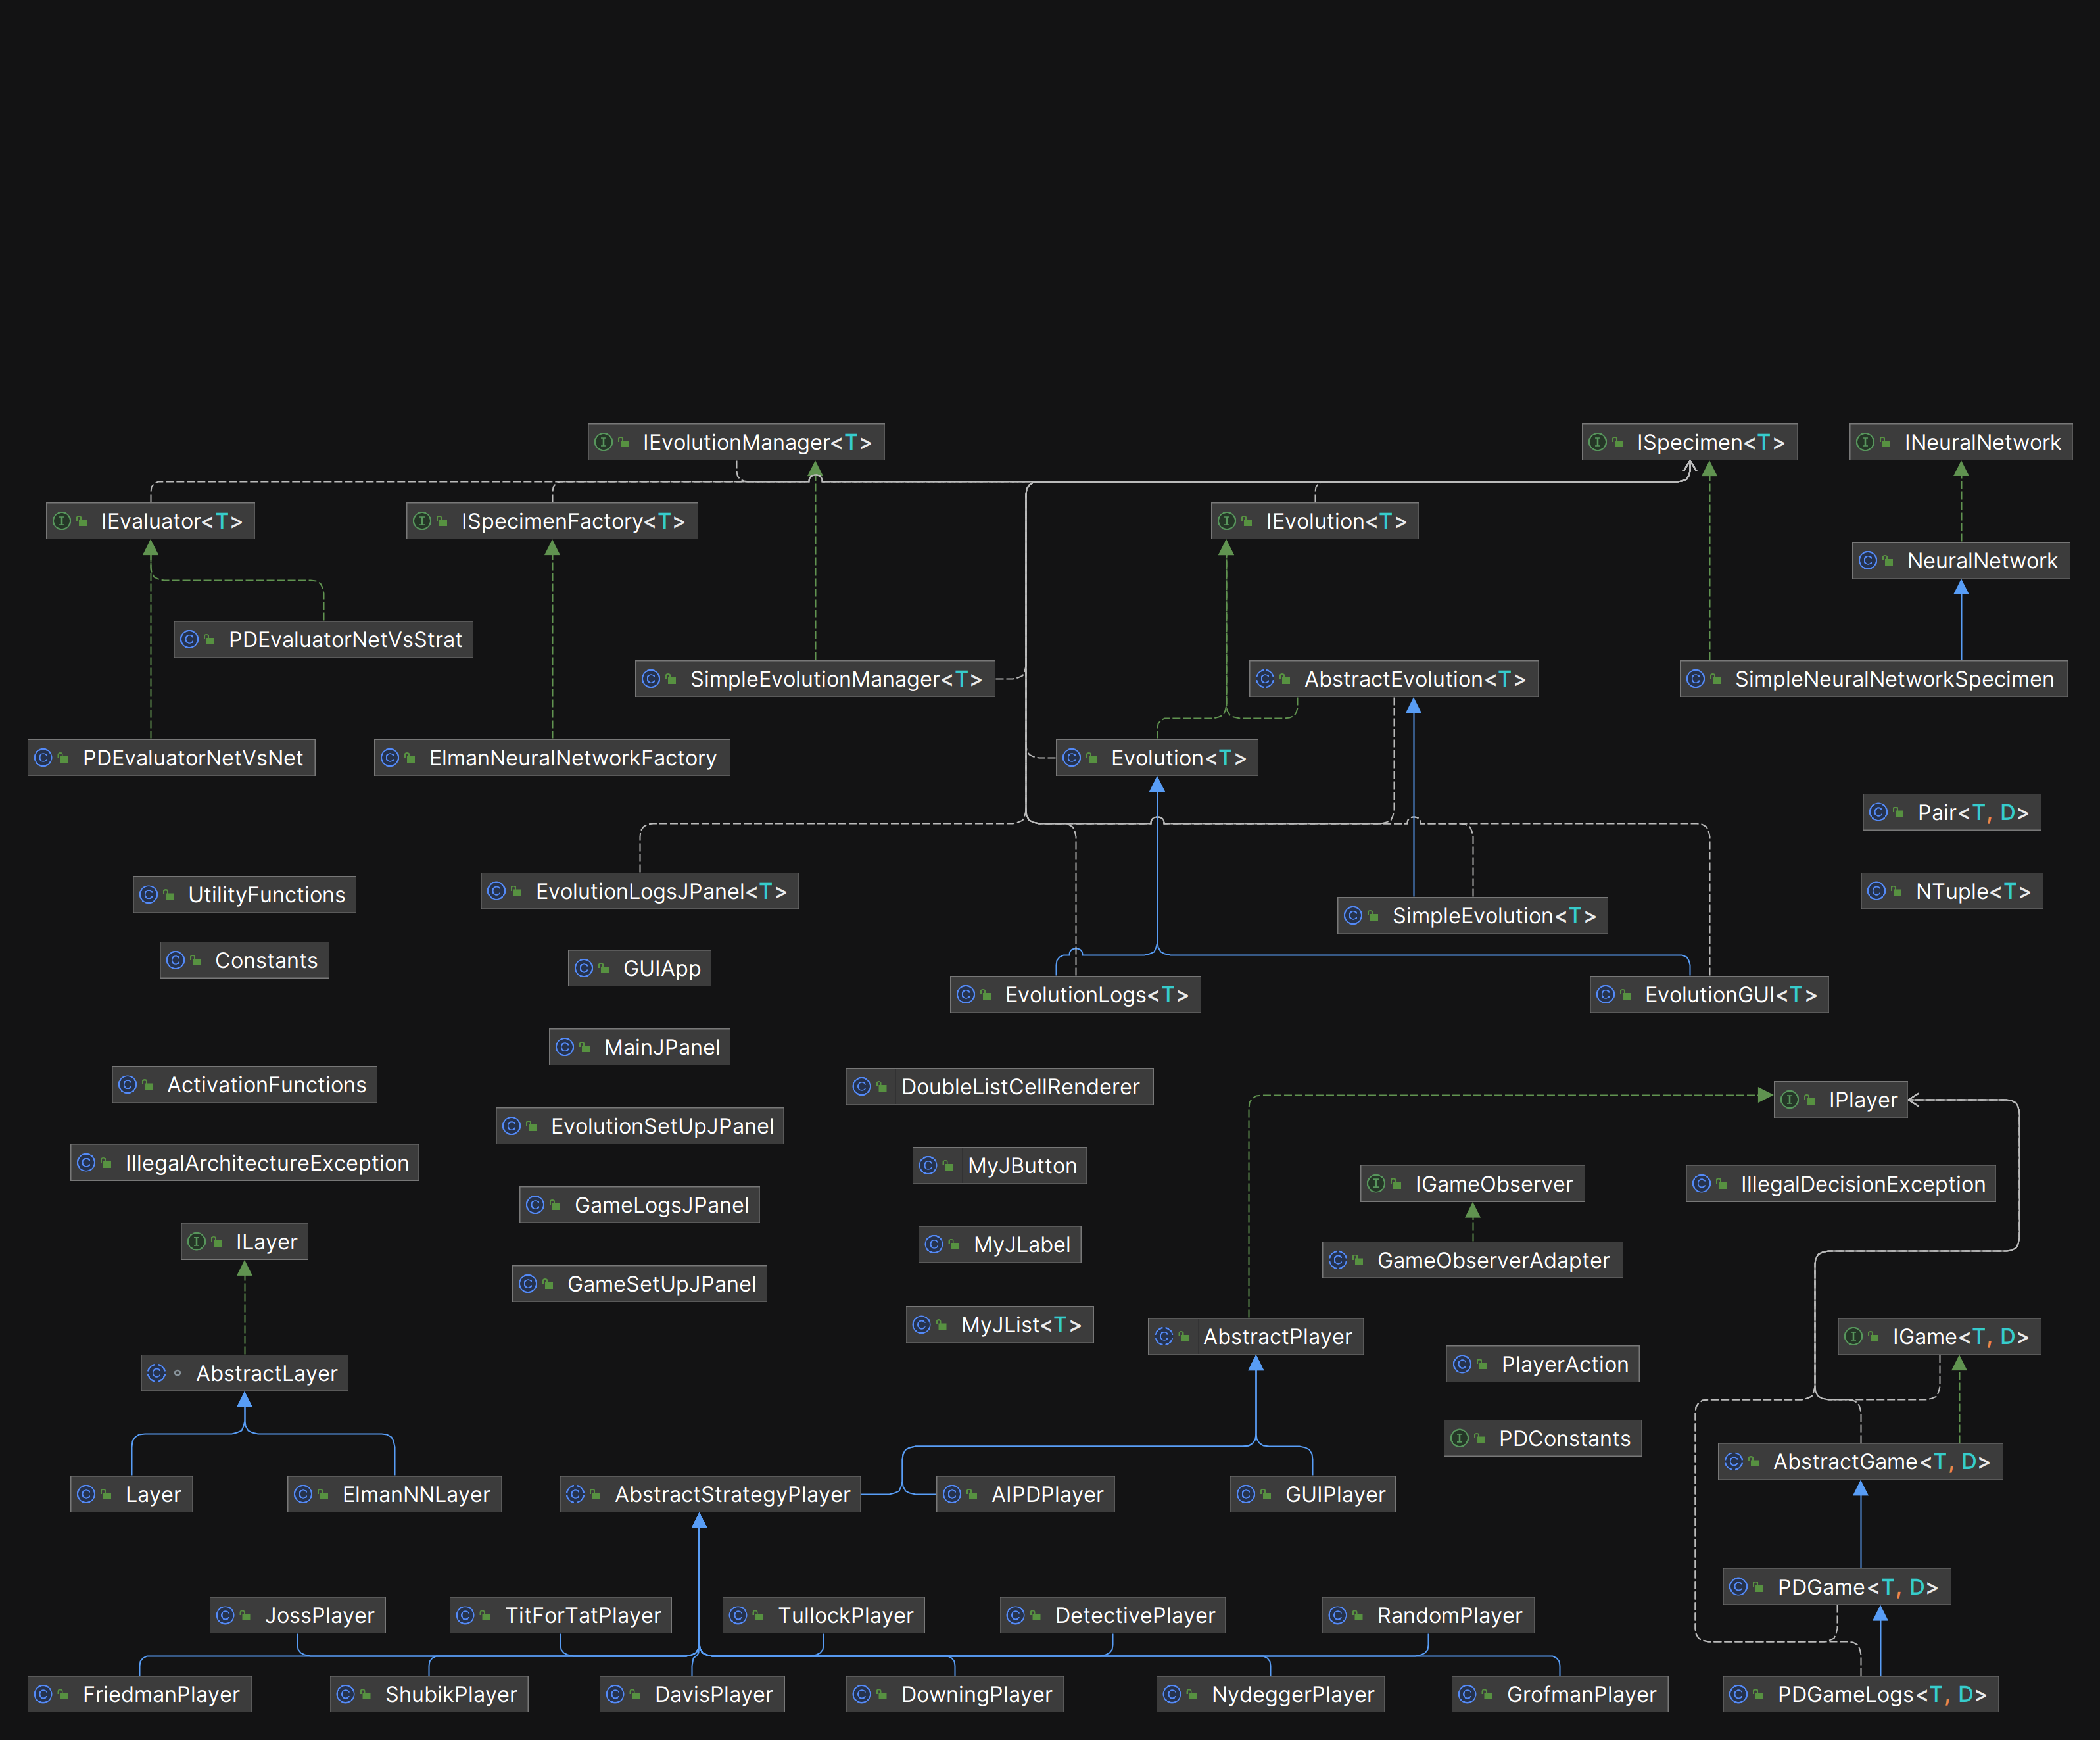 IEvolutionManager<T>
ISpecimen<T>
INeuralNetwork
IEvaluator<T>
ISpecimenFactory<T>
IEvolution<T>
NeuralNetwork
PDEvaluatorNetVsStrat
SimpleEvolutionManager<T>
AbstractEvolution<T>
SimpleNeuralNetworkSpecimen
PDEvaluatorNetVsNet
ElmanNeuralNetworkFactory
Evolution<T>
Pair<T, D>
UtilityFunctions
EvolutionLogsJPanel<T>
NTuple<T>
SimpleEvolution<T>
Constants
GUIApp
EvolutionLogs<T>
EvolutionGUI<T>
MainJPanel
ActivationFunctions
DoubleListCellRenderer
IPlayer
EvolutionSetUpJPanel
IllegalArchitectureException
MyJButton
IGameObserver
IllegalDecisionException
GameLogsJPanel
ILayer
MyJLabel
GameObserverAdapter
GameSetUpJPanel
MyJList<T>
AbstractPlayer
IGame<T, D>
AbstractLayer
PlayerAction
PDConstants
AbstractGame<T, D>
Layer
ElmanNNLayer
AbstractStrategyPlayer
AIPDPlayer
GUIPlayer
PDGame<T, D>
JossPlayer
TitForTatPlayer
TullockPlayer
DetectivePlayer
RandomPlayer
FriedmanPlayer
ShubikPlayer
DavisPlayer
DowningPlayer
NydeggerPlayer
GrofmanPlayer
PDGameLogs<T, D>